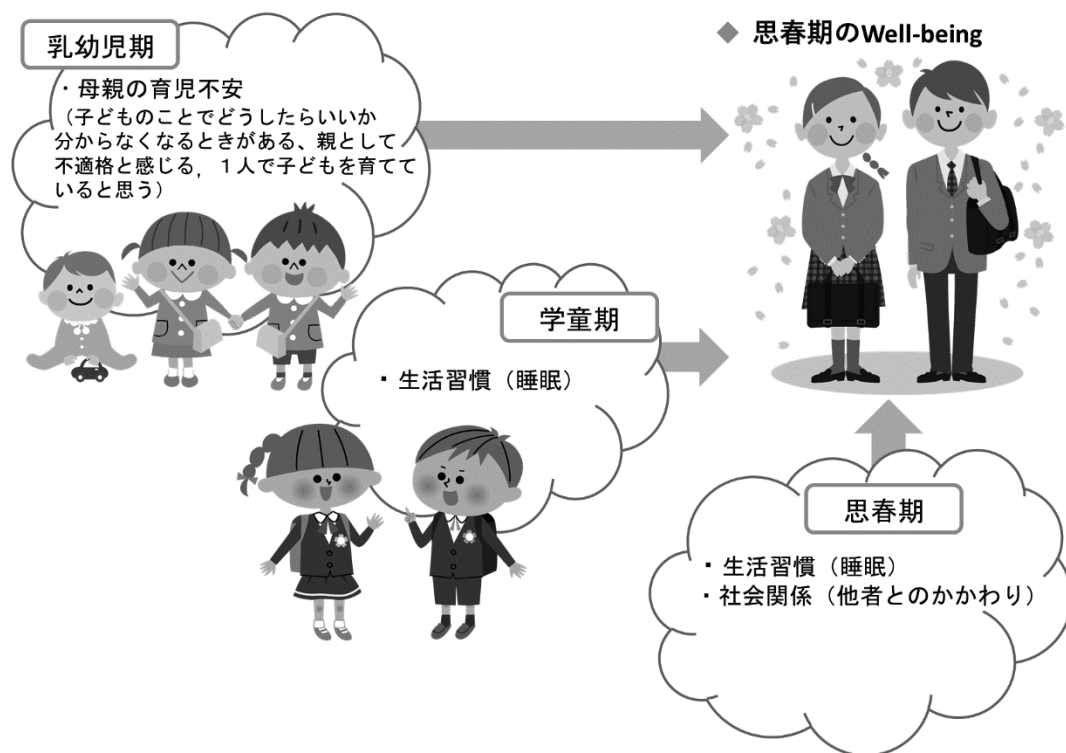 乳幼児期
・母親の育児不安
（子どものことでどうしたらいいか
分からなくなるときがある、親として
不適格と感じる，１人で子どもを育てて
いると思う）
◆ 思春期のWell-being
学童期
・生活習慣（睡眠）
思春期
・生活習慣（睡眠）
・社会関係（他者とのかかわり）